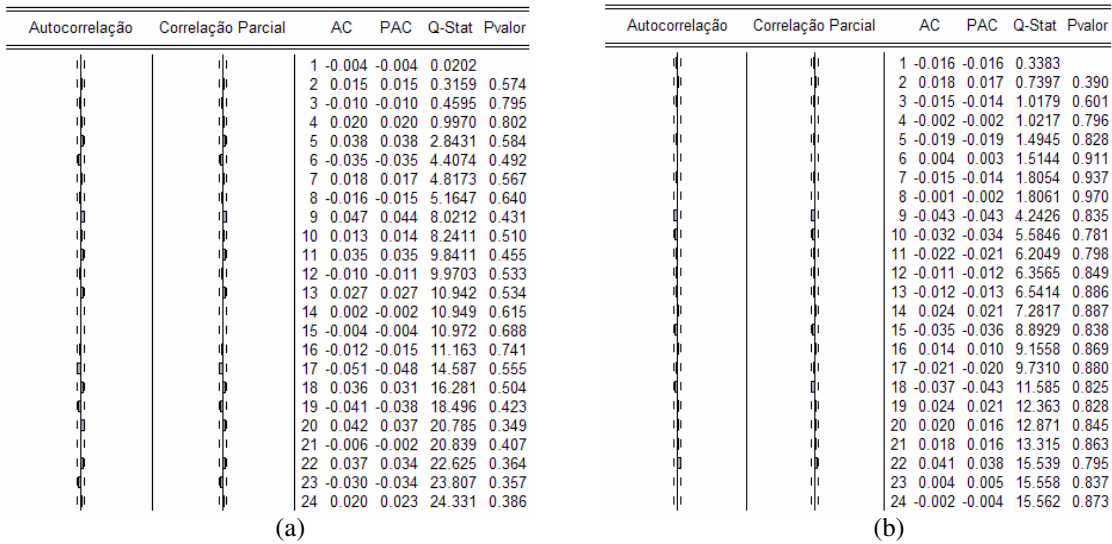 Autocorrelação Correlação Parcial AC PAC Q-Stat Pvalor
1 -0.004 -0.004 0.0202
2 0.015 0.015 0.3159 0.574
3 -0.010 -0.010 0.4595 0.795
4 0.020 0.020 0.9970 0.802
5 0.038 0.038 2.8431 0.584
6 -0.035 -0.035 4.4074 0.492
7 0.018 0.017 4.8173 0.567
8 -0.016 -0.015 5.1647 0.640
9 0.047 0.044 8.0212 0.431
10 0.013 0.014 8.2411 0.510
11 0.035 0.035 9.8411 0.455
12 -0.010 -0.011 9.9703 0.533
13 0.027 0.027 10.942 0.534
14 0.002 -0.002 10.949 0.615
15 -0.004 -0.004 10.972 0.688
16 -0.012 -0.015 11.163 0.741
17 -0.051 -0.048 14.587 0.555
18 0.036 0.031 16.281 0.504
19 -0.041 -0.038 18.496 0.423
20 0.042 0.037 20.785 0.349
21 -0.006 -0.002 20.839 0.407
22 0.037 0.034 22.625 0.364
23 -0.030 -0.034 23.807 0.357
24 0.020 0.023 24.331 0.386
(a)
Autocorrelação Correlação Parcial AC PAC Q-Stat Pvalor
1 -0.016 -0.016 0.3383
2 0.018 0.017 0.7397 0.390
3 -0.015 -0.014 1.0179 0.601
4 -0.002 -0.002 1.0217 0.796
5 -0.019 -0.019 1.4945 0.828
6 0.004 0.003 1.5144 0.911
7 -0.015 -0.014 1.8054 0.937
8 -0.001 -0.002 1.8061 0.970
9 -0.043 -0.043 4.2426 0.835
10 -0.032 -0.034 5.5846 0.781
11 -0.022 -0.021 6.2049 0.798
12 -0.011 -0.012 6.3565 0.849
13 -0.012 -0.013 6.5414 0.886
14 0.024 0.021 7.2817 0.887
15 -0.035 -0.036 8.8929 0.838
16 0.014 0.010 9.1558 0.869
17 -0.021 -0.020 9.7310 0.880
18 -0.037 -0.043 11.585 0.825
19 0.024 0.021 12.363 0.828
20 0.020 0.016 12.871 0.845
21 0.018 0.016 13.315 0.863
22 0.041 0.038 15.539 0.795
23 0.004 0.005 15.558 0.837
24 -0.002 -0.004 15.562 0.873
(b)